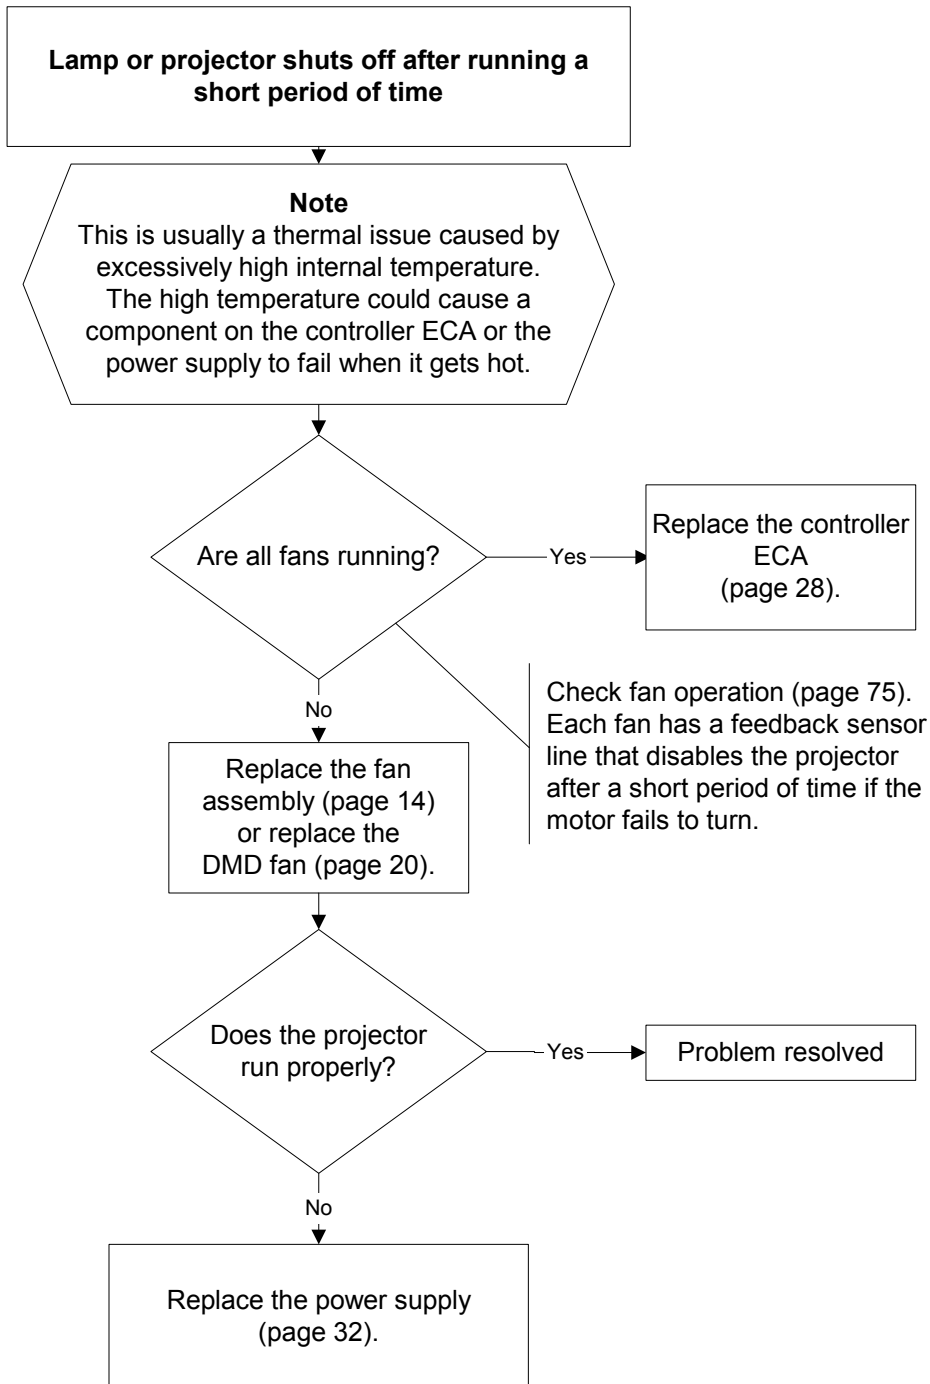 Lamp or projector shuts off after running a
short period of time
Note
This is usually a thermal issue caused by
excessively high internal temperature.
The high temperature could cause a
component on the controller ECA or the
power supply to fail when it gets hot.
Are all fans running?
Yes
Replace the controller
ECA
(page 28).
No
Check fan operation (page 75).
Each fan has a feedback sensor
line that disables the projector
after a short period of time if the
motor fails to turn.
Replace the fan
assembly (page 14)
or replace the
DMD fan (page 20).
Does the projector
run properly?
Yes
Problem resolved
No
Replace the power supply
(page 32).